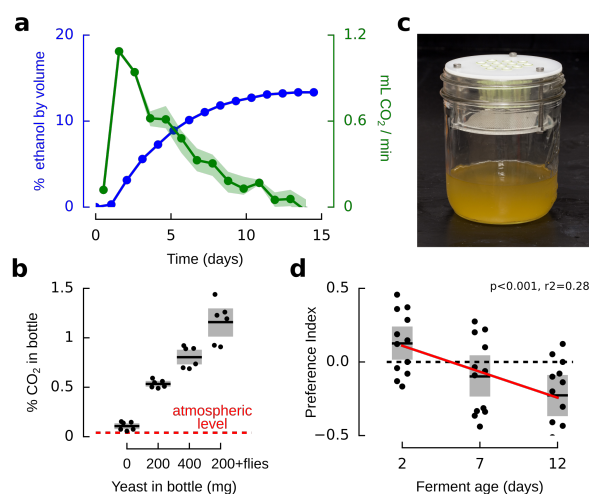 a
20
10
0
% ethanol by volume
1.2
0.6
0
mL CO₂ / min
0 5 10 15
Time (days)
c
b
1.5
1
0.5
0
% CO₂ in bottle
atmospheric
level
0 200 400 200+flies
Yeast in bottle (mg)
d
p<0.001, r2=0.28
0.5
0.0
−0.5
Preference Index
2 7 12
Ferment age (days)